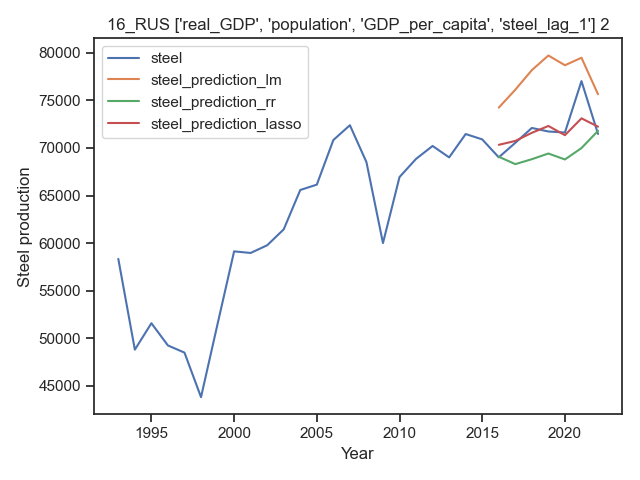 16_RUS ['real_GDP', 'population', 'GDP_per_capita', 'steel_lag_1'] 2
steel
steel_prediction_lm
steel_prediction_rr
steel_prediction_lasso
Steel production
80000
75000
70000
65000
60000
55000
50000
45000
1995 2000 2005 2010 2015 2020
Year